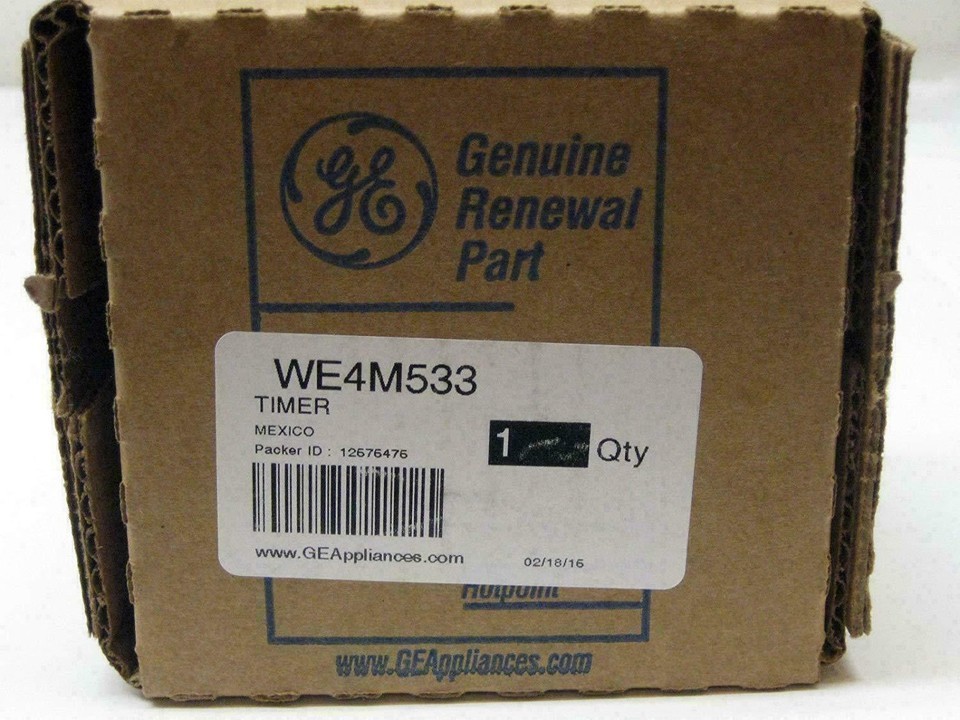 GE
Genuine
Renewal
Part
WE4M533
TIMER
MEXICO
Packer ID : 12676476
1 Qty
www.GEAppliances.com
02/18/16
Hotpoint
www.GEAppliances.com